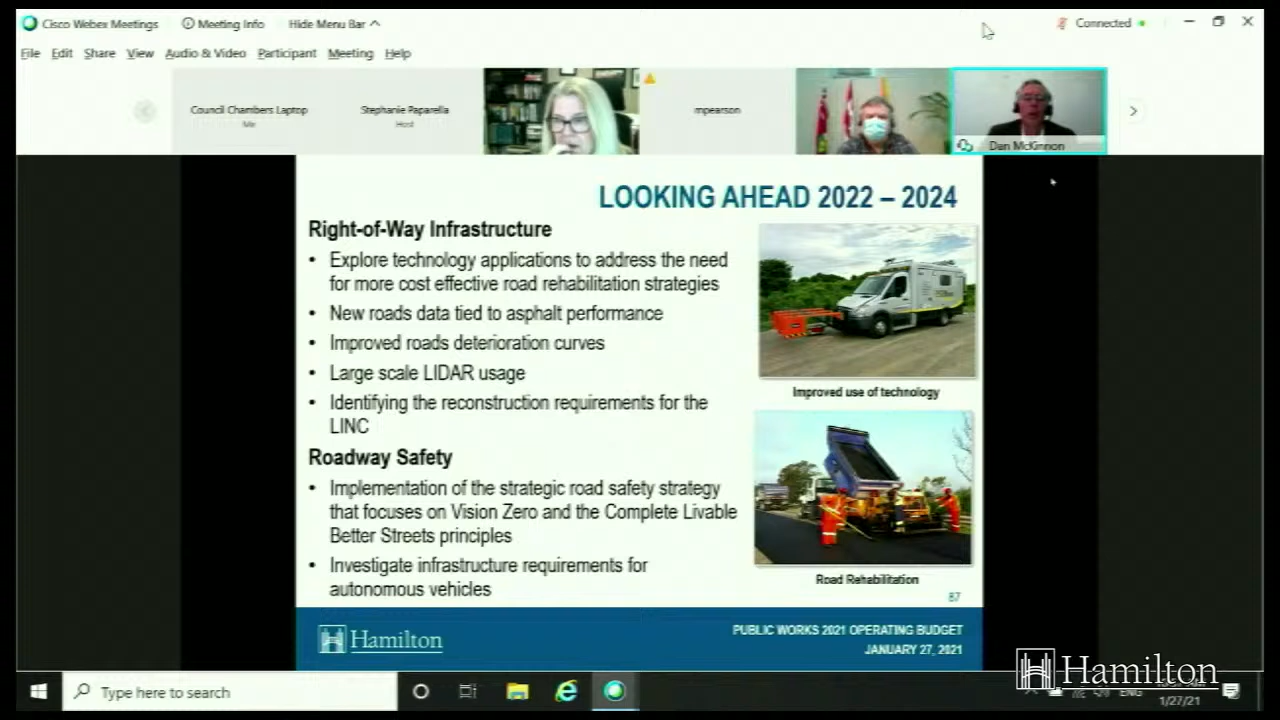 Cisco Webex Meetings
Meeting Info
Hide Menu Bar
Connected
File Edit Share View Audio & Video Participant Meeting Help
Council Chambers Laptop
Me
Stephanie Paparella
Host
mpearson
Dan McKinnon
LOOKING AHEAD 2022 – 2024
Right-of-Way Infrastructure
• Explore technology applications to address the need
for more cost effective road rehabilitation strategies
• New roads data tied to asphalt performance
• Improved roads deterioration curves
• Large scale LIDAR usage
• Identifying the reconstruction requirements for the
LINC
Roadway Safety
• Implementation of the strategic road safety strategy
that focuses on Vision Zero and the Complete Livable
Better Streets principles
• Investigate infrastructure requirements for
autonomous vehicles
Improved use of technology
Road Rehabilitation
87
Hamilton
PUBLIC WORKS 2021 OPERATING BUDGET
JANUARY 27, 2021
Hamilton
Type here to search
ENG
1/27/21